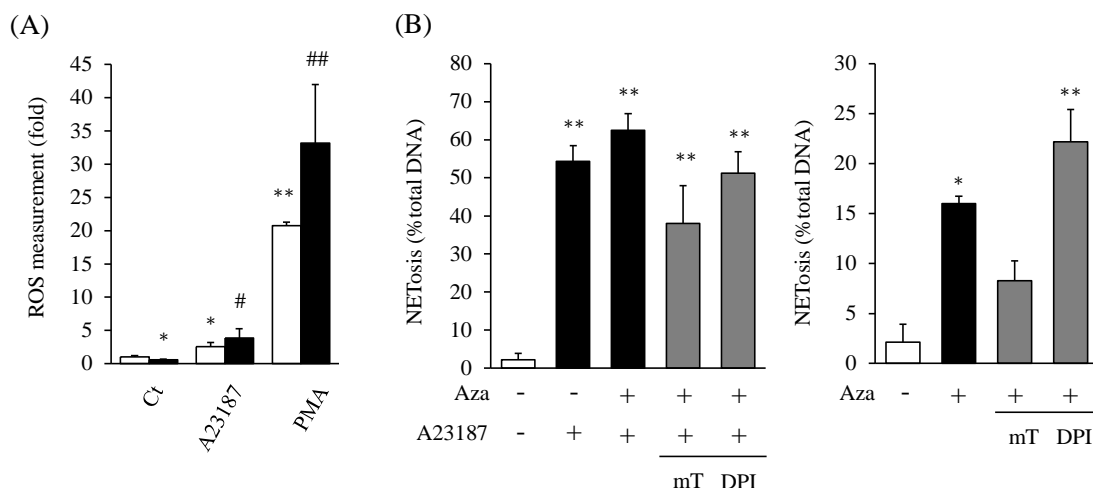 (A)
(B)
ROS measurement (fold)
45
40
35
30
25
20
15
10
5
0
*
*
#
**
##
Ct
A23187
PMA
NETosis (%total DNA)
80
70
60
50
40
30
20
10
0
**
**
**
**
Aza - - + + +
A23187 - + + + +
mT DPI
NETosis (%total DNA)
30
25
20
15
10
5
0
*
**
Aza - + + +
mT DPI